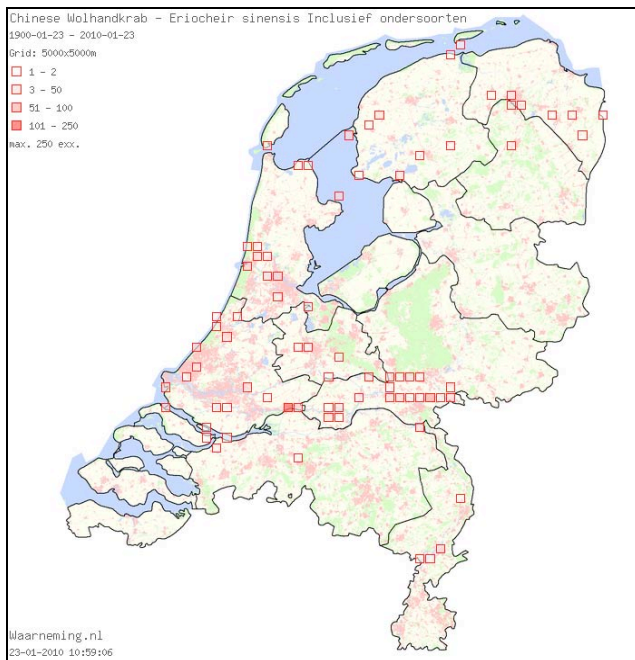 Chinese Wolhandkrab - Eriocheir sinensis Inclusief ondersoorten
1900-01-23 - 2010-01-23
Grid: 5000x5000m
1 - 2
3 - 50
51 - 100
101 - 250
max. 250 exx.
Waarneming.nl
23-01-2010 10:59:06